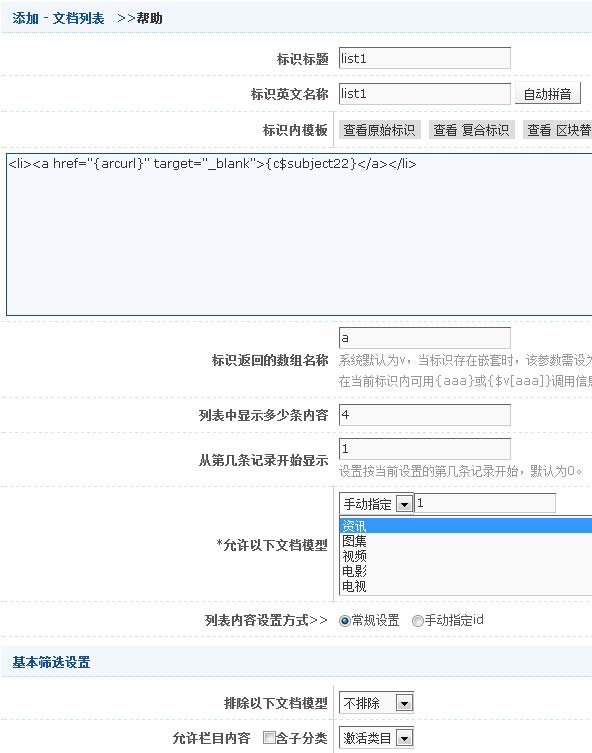 添加 - 文档列表 >>帮助
标识标题 list1
标识英文名称 list1 自动拼音
标识内模板 查看原始标识 查看 复合标识 查看 区块替
<li><a href="{arcurl}" target="_blank">{c$subject22}</a></li>
a
标识返回的数组名称 系统默认为v，当标识存在嵌套时，该参数需设为
在当前标识内可用{aaa}或{$v[aaa]}调用信息
列表中显示多少条内容 4
1
从第几条记录开始显示
设置按当前设置的第几条记录开始，默认为0。
手动指定 1
*允许以下文档模型
资讯
图集
视频
电影
电视
列表内容设置方式>> 常规设置 手动指定id
基本筛选设置
排除以下文档模型 不排除
允许栏目内容 含子分类 激活类目